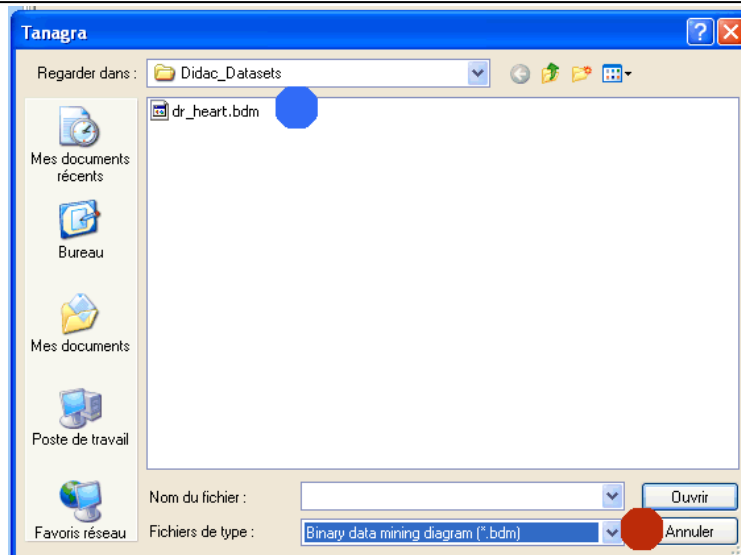 Tanagra
Regarder dans :
Didac_Datasets
dr_heart.bdm
Mes documents
récents
Bureau
Mes documents
Poste de travail
Favoris réseau
Nom du fichier :
Ouvrir
Fichiers de type :
Binary data mining diagram (*.bdm)
Annuler